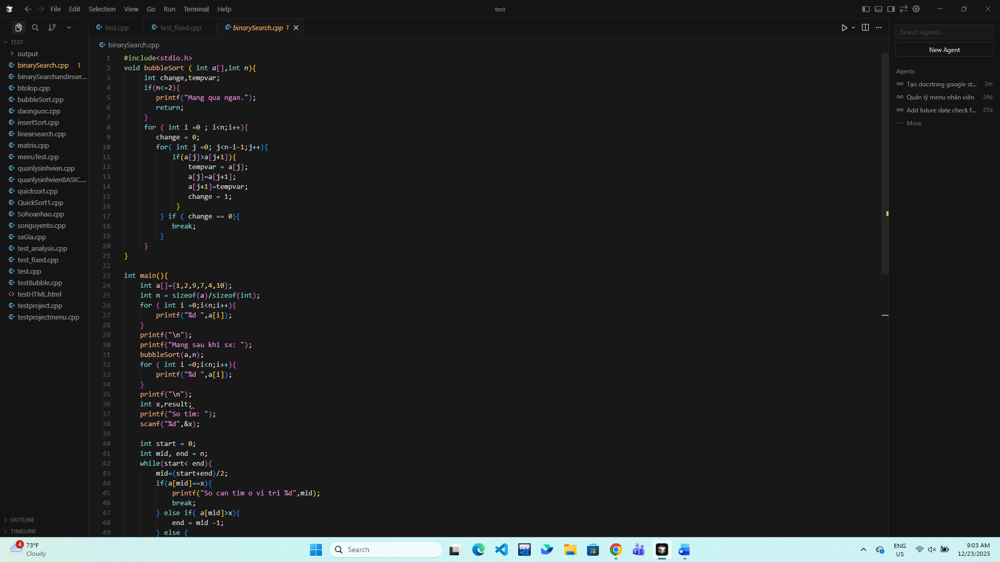 File Edit Selection View Go Run Terminal Help
test
TEST
output
binarySearch.cpp 1
binarySearchandInser...
btolop.cpp
bubbleSort.cpp
daonguoc.cpp
insertSort.cpp
linearsearch.cpp
matrix.cpp
menuTest.cpp
quanlysinhvien.cpp
quanlysinhvienBASIC....
quicksort.cpp
QuickSort1.cpp
Sohoanhao.cpp
songuyento.cpp
sxGia.cpp
test_analysis.cpp
test_fixed.cpp
test.cpp
testBubble.cpp
testHTML.html
testproject.cpp
testprojectmenu.cpp
OUTLINE
TIMELINE
test.cpp
test_fixed.cpp
binarySearch.cpp 1
binarySearch.cpp
1 #include<stdio.h>
2 void bubbleSort ( int a[],int n){
3 int change,tempvar;
4 if(n<=2){
5 printf("Mang qua ngan.");
6 return;
7 }
8 for ( int i =0 ; i<n;i++){
9 change = 0;
10 for( int j =0; j<n-i-1;j++){
11 if(a[j]>a[j+1]){
12 tempvar = a[j];
13 a[j]=a[j+1];
14 a[j+1]=tempvar;
15 change = 1;
16 }
17 } if ( change == 0){
18 break;
19 }
20 }
21 }
22
23 int main(){
24 int a[]={1,2,9,7,4,10};
25 int n = sizeof(a)/sizeof(int);
26 for ( int i =0;i<n;i++){
27 printf("%d ",a[i]);
28 }
29 printf("\n");
30 printf("Mang sau khi sx: ");
31 bubbleSort(a,n);
32 for ( int i =0;i<n;i++){
33 printf("%d ",a[i]);
34 }
35 printf("\n");
36 int x,result;
37 printf("So tim: ");
38 scanf("%d",&x);
39
40 int start = 0;
41 int mid, end = n;
42 while(start< end){
43 mid=(start+end)/2;
44 if(a[mid]==x){
45 printf("So can tim o vi tri %d",mid);
46 break;
47 } else if( a[mid]>x){
48 end = mid -1;
49 } else {
Search Agents...
New Agent
Agents
Tạo docstring google st... 2m
Quản lý menu nhân viên 24d
Add future date check f... 27d
More
4
73°F
Cloudy
Search
DEV
ENG
US
9:03 AM
12/23/2025